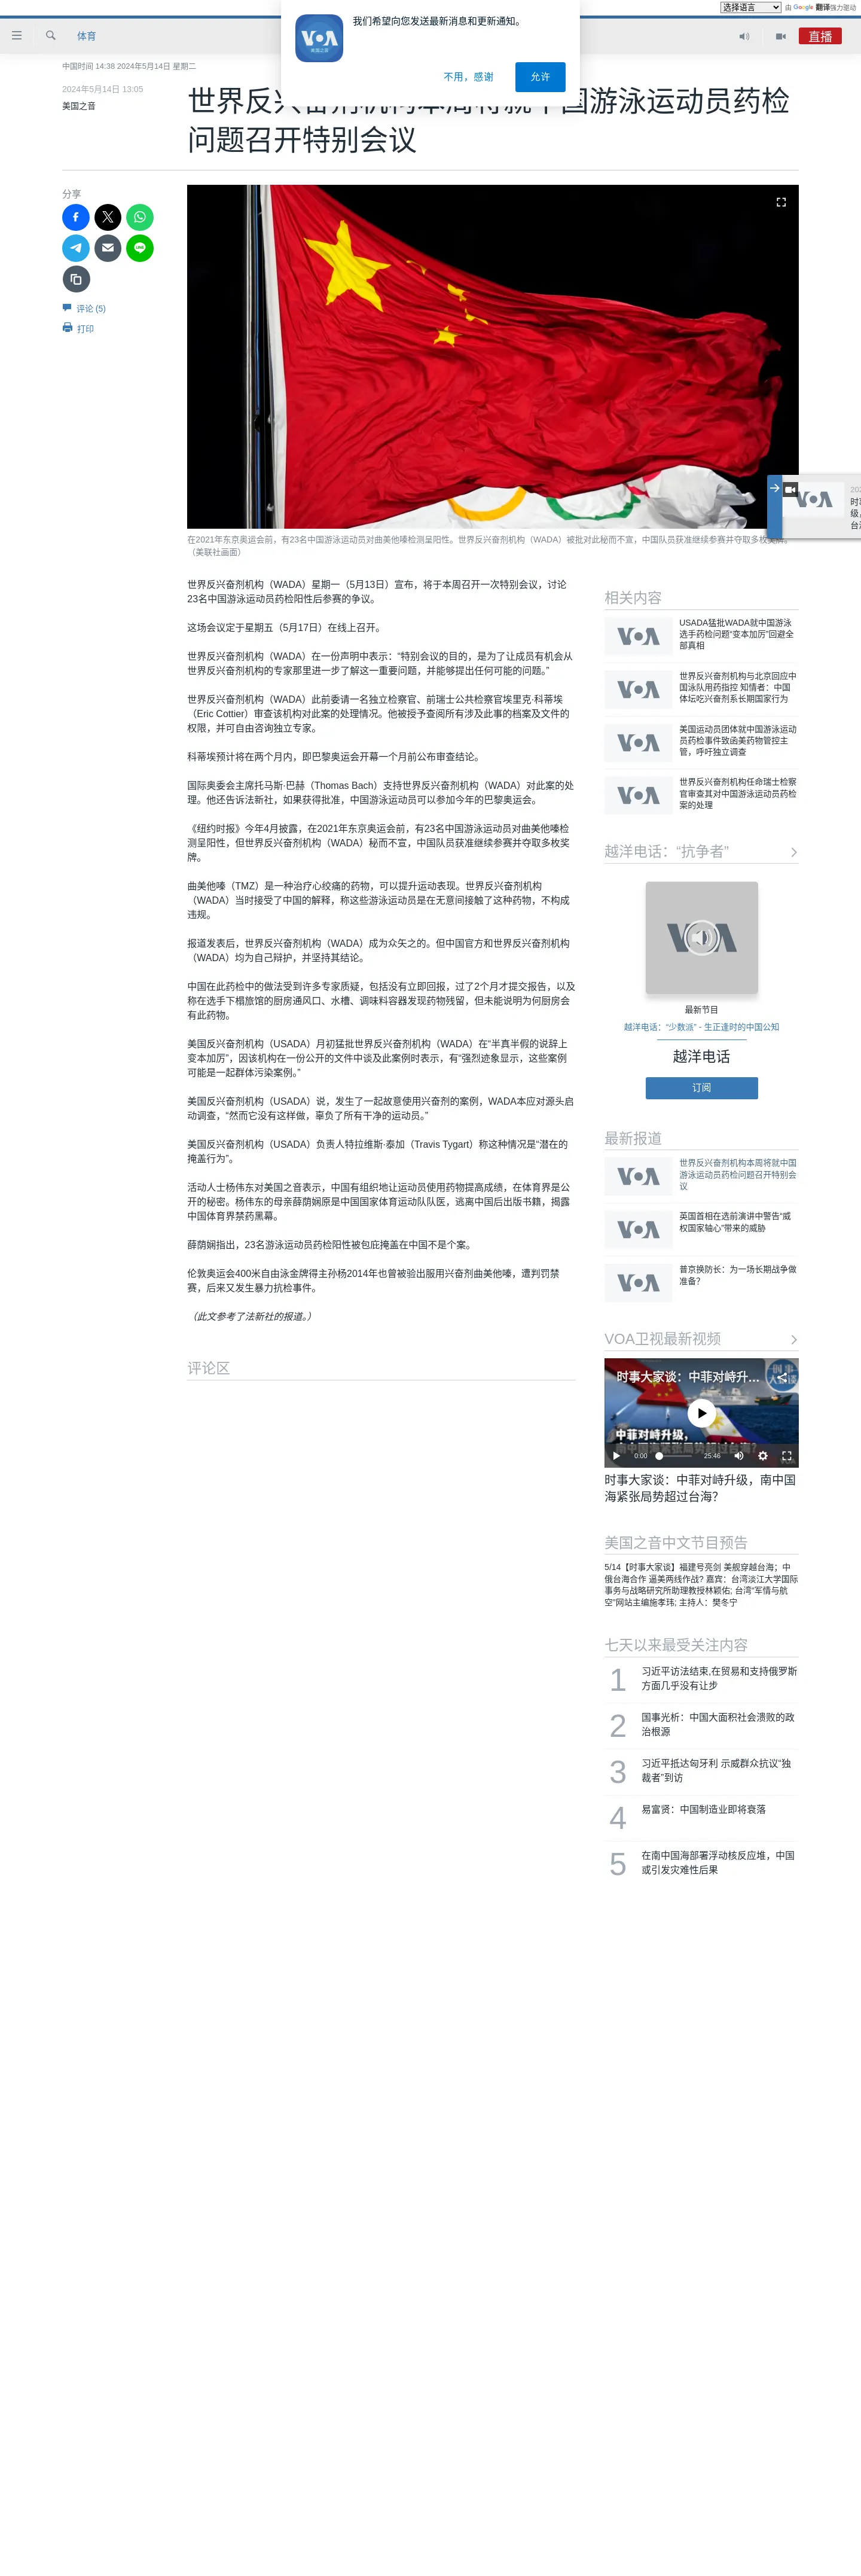 选择语言
由 Google 翻译强力驱动
VOA
美国之音
我们希望向您发送最新消息和更新通知。
不用，感谢
允许
体育
直播
中国时间 14:38 2024年5月14日 星期二
2024年5月14日 13:05
美国之音
世界反兴奋剂机构本周将就中国游泳运动员药检
问题召开特别会议
分享
评论 (5)
打印
在2021年东京奥运会前，有23名中国游泳运动员对曲美他嗪检测呈阳性。世界反兴奋剂机构（WADA）被批对此秘而不宣，中国队员获准继续参赛并夺取多枚奖牌。
（美联社画面）
世界反兴奋剂机构（WADA）星期一（5月13日）宣布，将于本周召开一次特别会议，讨论
23名中国游泳运动员药检阳性后参赛的争议。
这场会议定于星期五（5月17日）在线上召开。
世界反兴奋剂机构（WADA）在一份声明中表示：“特别会议的目的，是为了让成员有机会从
世界反兴奋剂机构的专家那里进一步了解这一重要问题，并能够提出任何可能的问题。”
世界反兴奋剂机构（WADA）此前委请一名独立检察官、前瑞士公共检察官埃里克·科蒂埃
（Eric Cottier）审查该机构对此案的处理情况。他被授予查阅所有涉及此事的档案及文件的
权限，并可自由咨询独立专家。
科蒂埃预计将在两个月内，即巴黎奥运会开幕一个月前公布审查结论。
国际奥委会主席托马斯·巴赫（Thomas Bach）支持世界反兴奋剂机构（WADA）对此案的处
理。他还告诉法新社，如果获得批准，中国游泳运动员可以参加今年的巴黎奥运会。
《纽约时报》今年4月披露，在2021年东京奥运会前，有23名中国游泳运动员对曲美他嗪检
测呈阳性，但世界反兴奋剂机构（WADA）秘而不宣，中国队员获准继续参赛并夺取多枚奖
牌。
曲美他嗪（TMZ）是一种治疗心绞痛的药物，可以提升运动表现。世界反兴奋剂机构
（WADA）当时接受了中国的解释，称这些游泳运动员是在无意间接触了这种药物，不构成
违规。
报道发表后，世界反兴奋剂机构（WADA）成为众矢之的。但中国官方和世界反兴奋剂机构
（WADA）均为自己辩护，并坚持其结论。
中国在此药检中的做法受到许多专家质疑，包括没有立即回报，过了2个月才提交报告，以及
称在选手下榻旅馆的厨房通风口、水槽、调味料容器发现药物残留，但未能说明为何厨房会
有此药物。
美国反兴奋剂机构（USADA）月初猛批世界反兴奋剂机构（WADA）在“半真半假的说辞上
变本加厉”，因该机构在一份公开的文件中谈及此案例时表示，有“强烈迹象显示，这些案例
可能是一起群体污染案例。”
美国反兴奋剂机构（USADA）说，发生了一起故意使用兴奋剂的案例，WADA本应对源头启
动调查，“然而它没有这样做，辜负了所有干净的运动员。”
美国反兴奋剂机构（USADA）负责人特拉维斯·泰加（Travis Tygart）称这种情况是“潜在的
掩盖行为”。
活动人士杨伟东对美国之音表示，中国有组织地让运动员使用药物提高成绩，在体育界是公
开的秘密。杨伟东的母亲薛荫娴原是中国国家体育运动队队医，逃离中国后出版书籍，揭露
中国体育界禁药黑幕。
薛荫娴指出，23名游泳运动员药检阳性被包庇掩盖在中国不是个案。
伦敦奥运会400米自由泳金牌得主孙杨2014年也曾被验出服用兴奋剂曲美他嗪，遭判罚禁
赛，后来又发生暴力抗检事件。
（此文参考了法新社的报道。）
评论区
相关内容
USADA猛批WADA就中国游泳
选手药检问题“变本加厉”回避全
部真相
世界反兴奋剂机构与北京回应中
国泳队用药指控 知情者：中国
体坛吃兴奋剂系长期国家行为
美国运动员团体就中国游泳运动
员药检事件致函美药物管控主
管，呼吁独立调查
世界反兴奋剂机构任命瑞士检察
官审查其对中国游泳运动员药检
案的处理
越洋电话：“抗争者”
VOA
最新节目
越洋电话：“少数派” - 生正逢时的中国公知
越洋电话
订阅
最新报道
世界反兴奋剂机构本周将就中国
游泳运动员药检问题召开特别会
议
英国首相在选前演讲中警告“威
权国家轴心”带来的威胁
普京换防长：为一场长期战争做
准备？
VOA卫视最新视频
时事大家谈：中菲对峙升...
中菲对峙升级，
0:00
25:46
时事大家谈：中菲对峙升级，南中国
海紧张局势超过台海？
美国之音中文节目预告
5/14【时事大家谈】福建号亮剑 美舰穿越台海；中
俄台海合作 逼美两线作战? 嘉宾：台湾淡江大学国际
事务与战略研究所助理教授林颖佑; 台湾“军情与航
空”网站主编施孝玮; 主持人：樊冬宁
七天以来最受关注内容
1
习近平访法结束,在贸易和支持俄罗斯
方面几乎没有让步
2
国事光析：中国大面积社会溃败的政
治根源
3
习近平抵达匈牙利 示威群众抗议“独
裁者”到访
4
易富贤：中国制造业即将衰落
5
在南中国海部署浮动核反应堆，中国
或引发灾难性后果